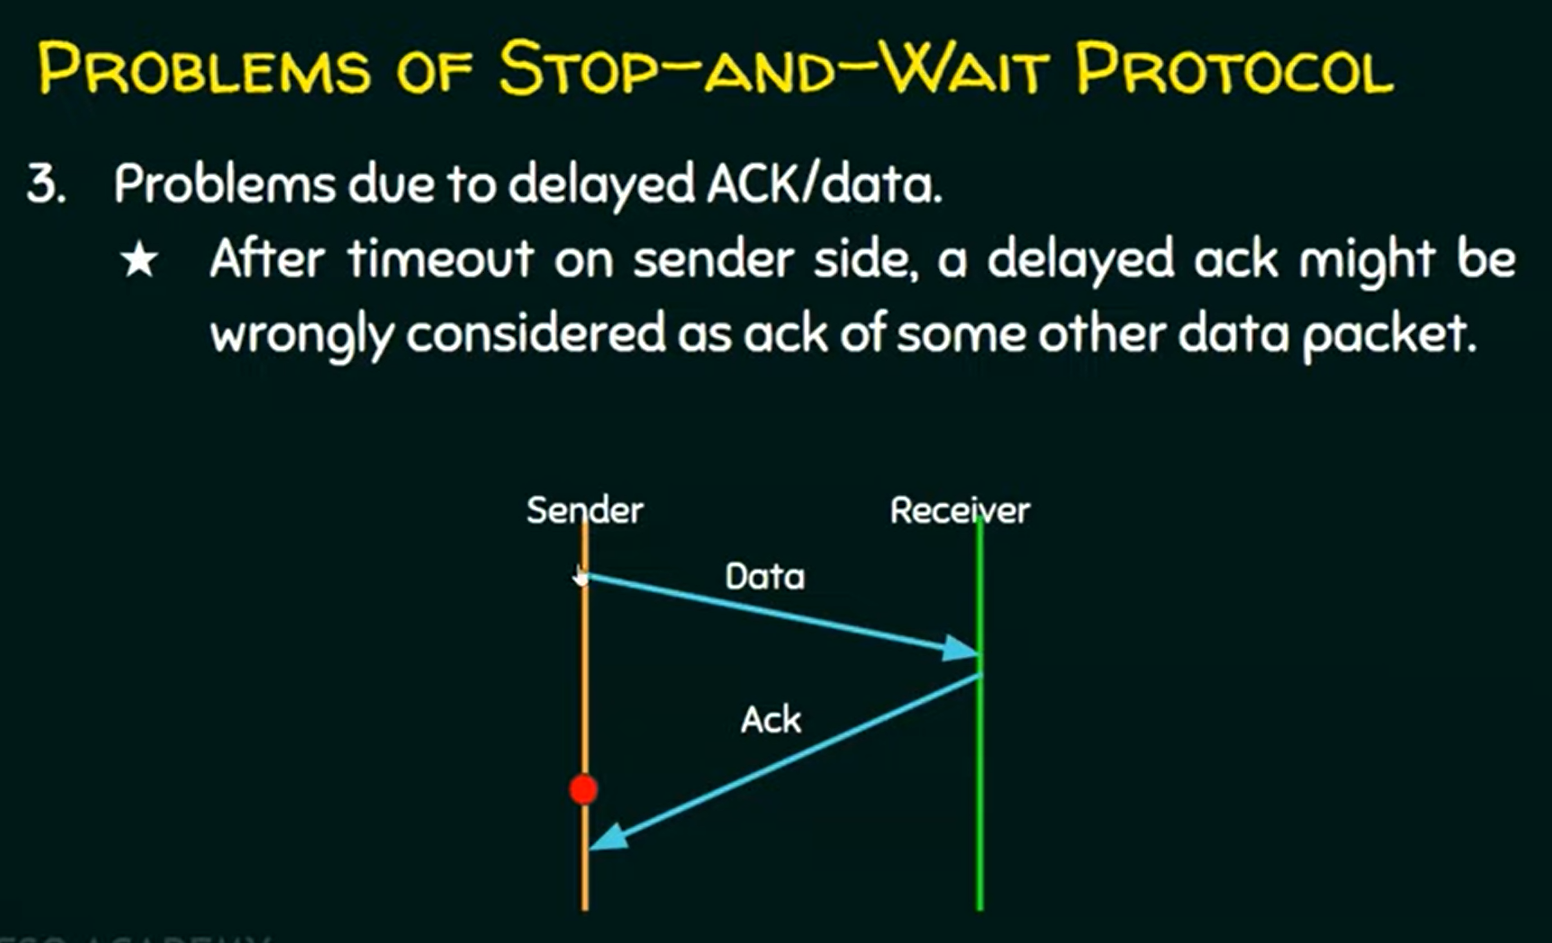 Problems of Stop-and-Wait Protocol
3. Problems due to delayed ACK/data.
★ After timeout on sender side, a delayed ack might be
wrongly considered as ack of some other data packet.
Sender Receiver
Data
Ack